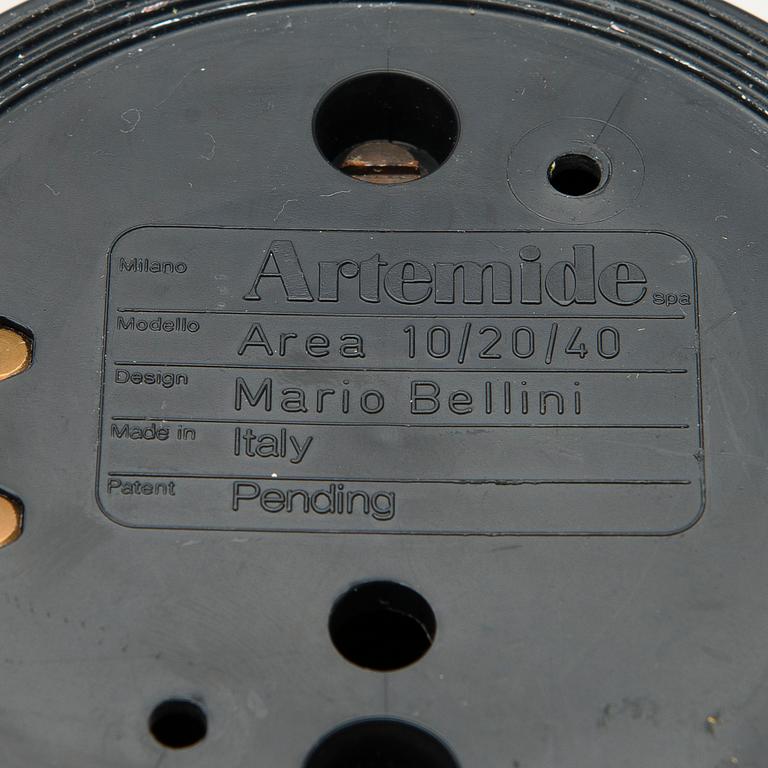 Milano Artemide spa
Modello Area 10/20/40
Design Mario Bellini
Made in Italy
Patent Pending